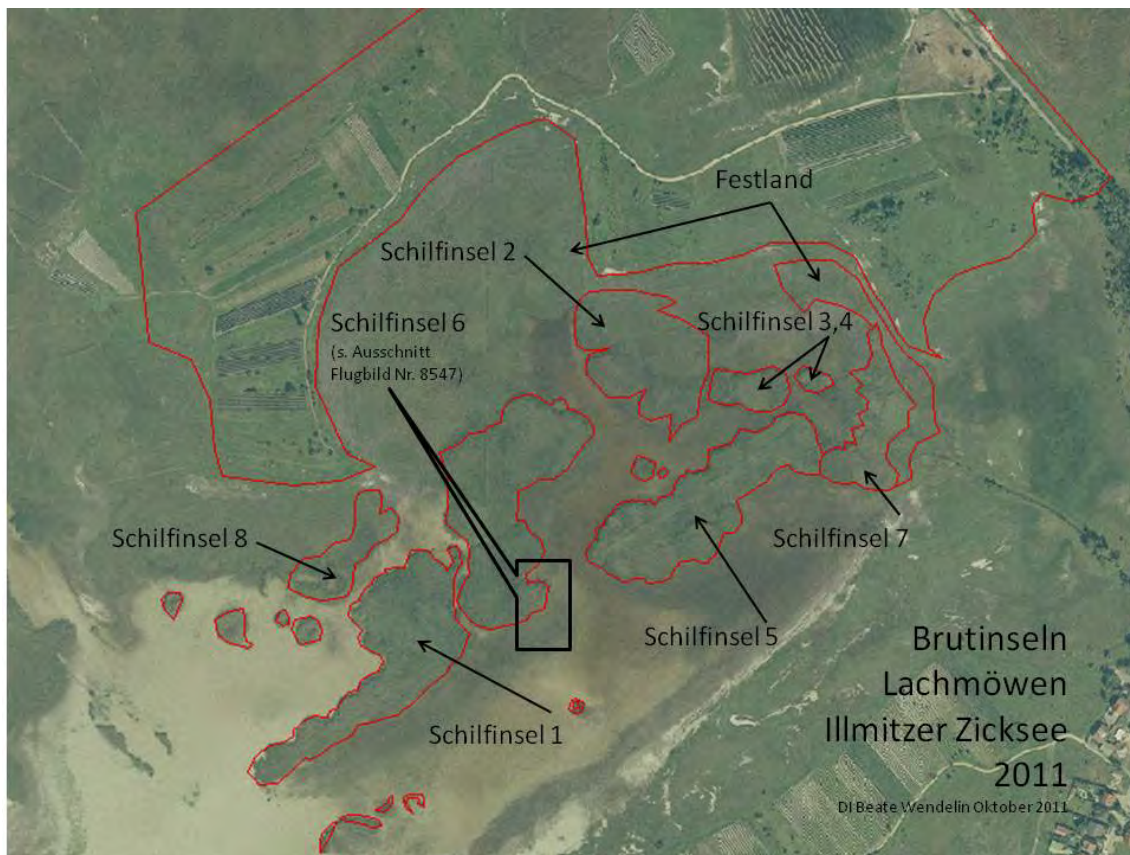 Festland
Schilfinsel 2
Schilfinsel 6
(s. Ausschnitt
Flugbild Nr. 8547)
Schilfinsel 3,4
Schilfinsel 8
Schilfinsel 7
Schilfinsel 5
Schilfinsel 1
Brutinseln
Lachmöwen
Illmitzer Zicksee
2011
DI Beate Wendelin Oktober 2011